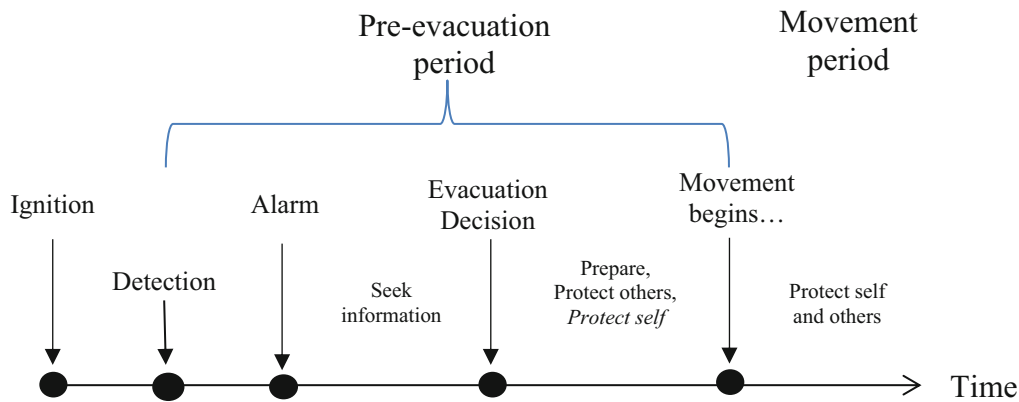 Pre-evacuation
period
Movement
period
Ignition
Detection
Alarm
Seek
information
Evacuation
Decision
Prepare,
Protect others,
Protect self
Movement
begins…
Protect self
and others
Time